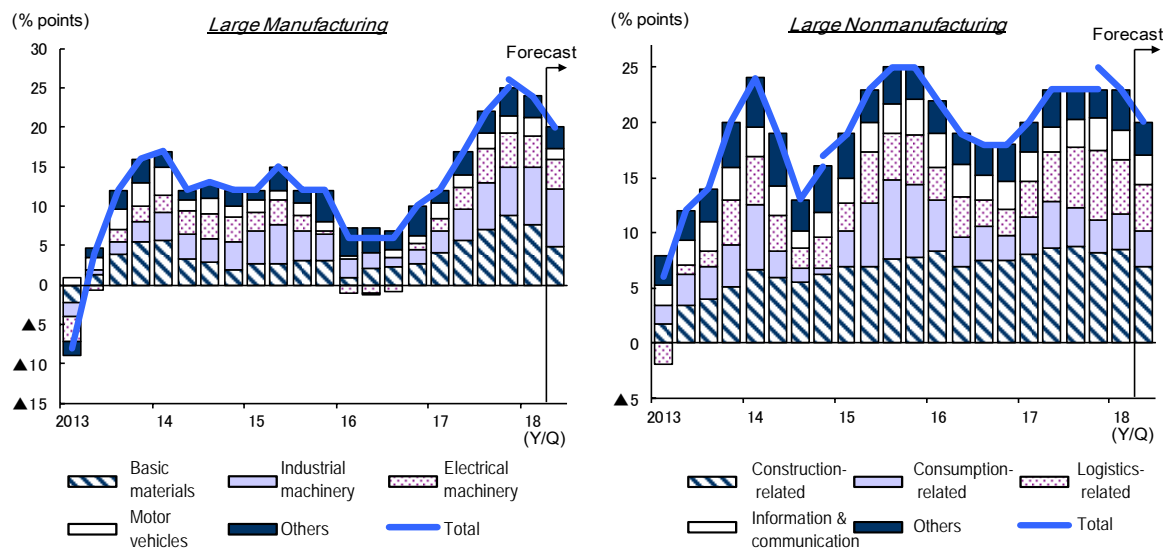 (% points)
Large Manufacturing
Forecast
30
25
20
15
10
5
0
▲5
▲10
▲15
2013 14 15 16 17 18
(Y/Q)
Basic materials
Industrial machinery
Electrical machinery
Motor vehicles
Others
Total
(% points)
Large Nonmanufacturing
Forecast
25
20
15
10
5
0
▲5
2013 14 15 16 17 18
(Y/Q)
Construction-related
Consumption-related
Logistics-related
Information & communication
Others
Total